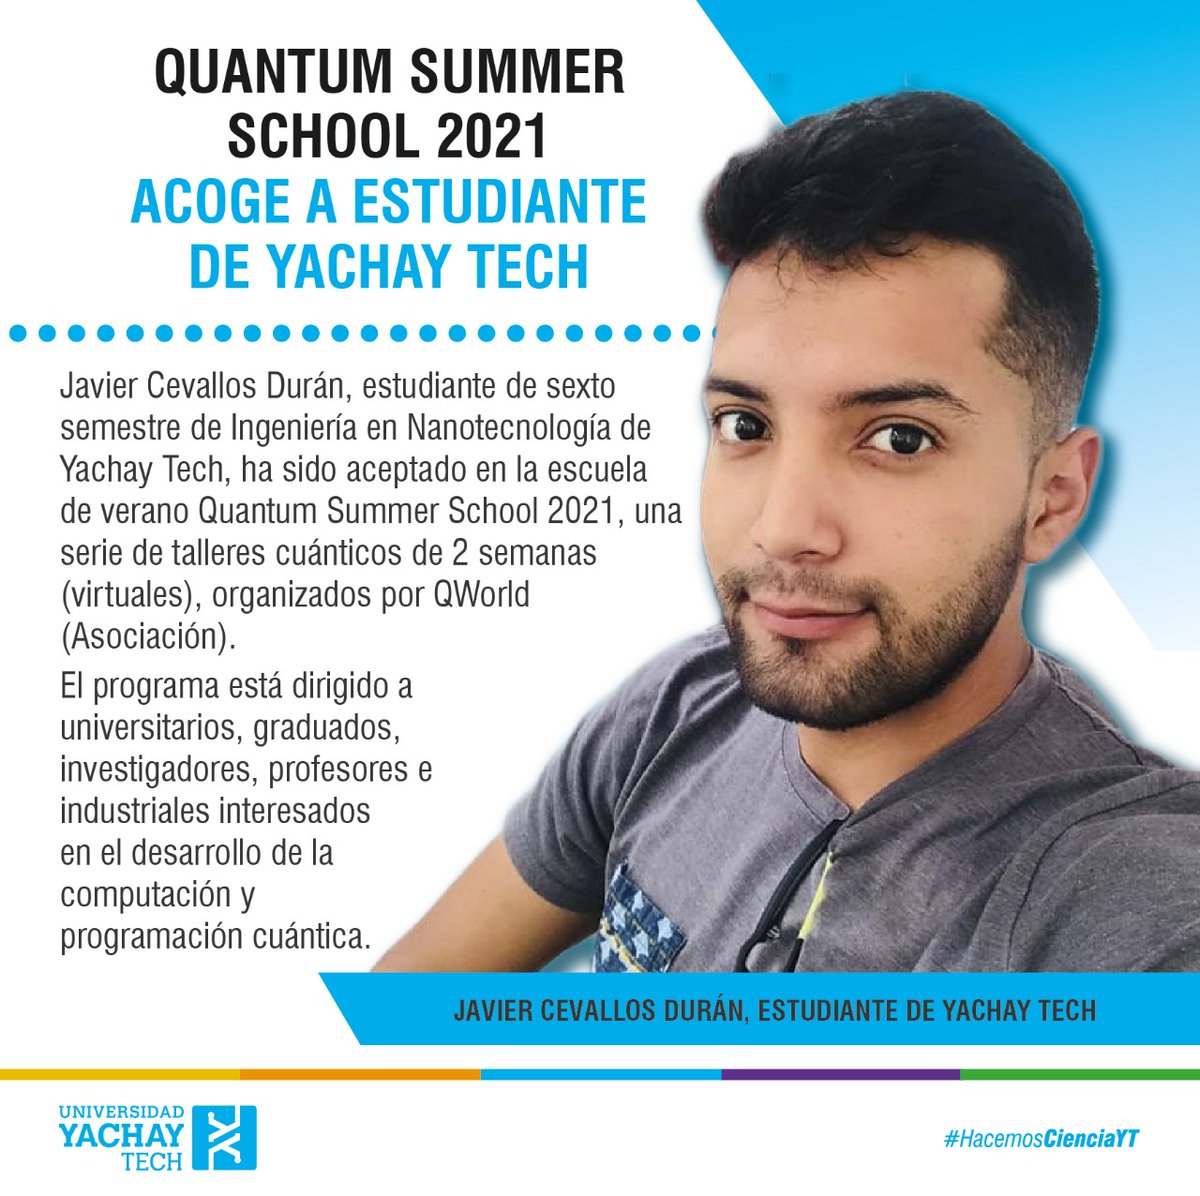 QUANTUM SUMMER
SCHOOL 2021
ACOGE A ESTUDIANTE
DE YACHAY TECH
Javier Cevallos Durán, estudiante de sexto
semestre de Ingeniería en Nanotecnología de
Yachay Tech, ha sido aceptado en la escuela
de verano Quantum Summer School 2021, una
serie de talleres cuánticos de 2 semanas
(virtuales), organizados por QWorld
(Asociación).
El programa está dirigido a
universitarios, graduados,
investigadores, profesores e
industriales interesados
en el desarrollo de la
computación y
programación cuántica.
JAVIER CEVALLOS DURÁN, ESTUDIANTE DE YACHAY TECH
UNIVERSIDAD
YACHAY
TECH
#HacemosCienciaYT